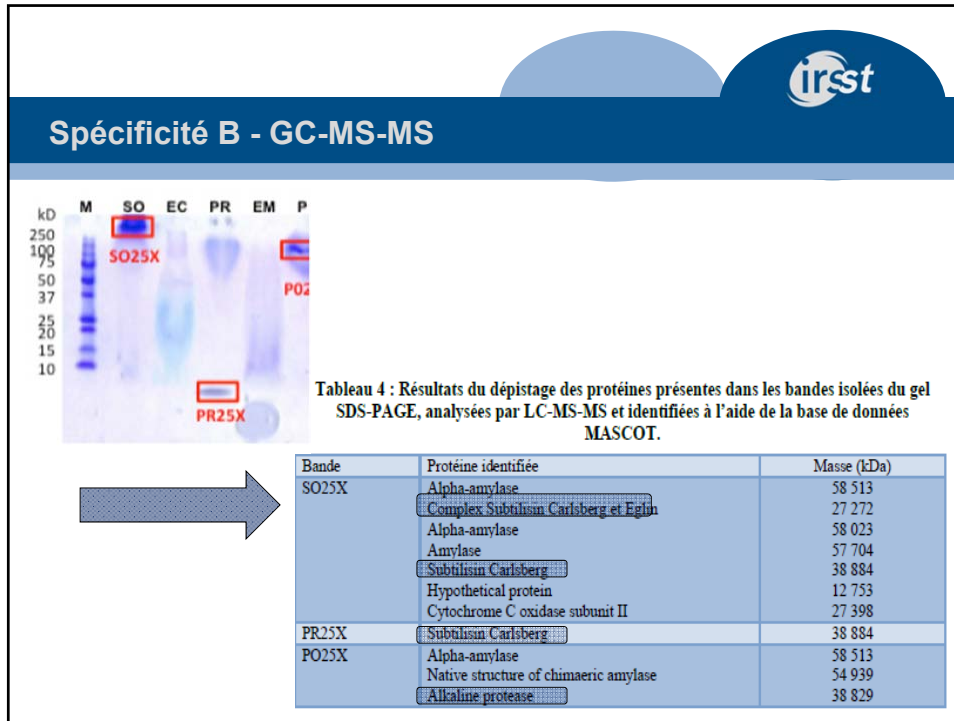 irsst
Spécificité B - GC-MS-MS
kD M SO EC PR EM P
250
100
75
50
37
25
20
15
10
SO25X
P02
PR25X
Tableau 4 : Résultats du dépistage des protéines présentes dans les bandes isolées du gel
SDS-PAGE, analysées par LC-MS-MS et identifiées à l'aide de la base de données
MASCOT.
Bande Protéine identifiée Masse (kDa)
SO25X Alpha-amylase 58 513
Complex Subtilisin Carlsberg et Eglin 27 272
Alpha-amylase 58 023
Amylase 57 704
Subtilisin Carlsberg 38 884
Hypothetical protein 12 753
Cytochrome C oxidase subunit II 27 398
PR25X Subtilisin Carlsberg 38 884
PO25X Alpha-amylase 58 513
Native structure of chimaeric amylase 54 939
Alkaline protease 38 829